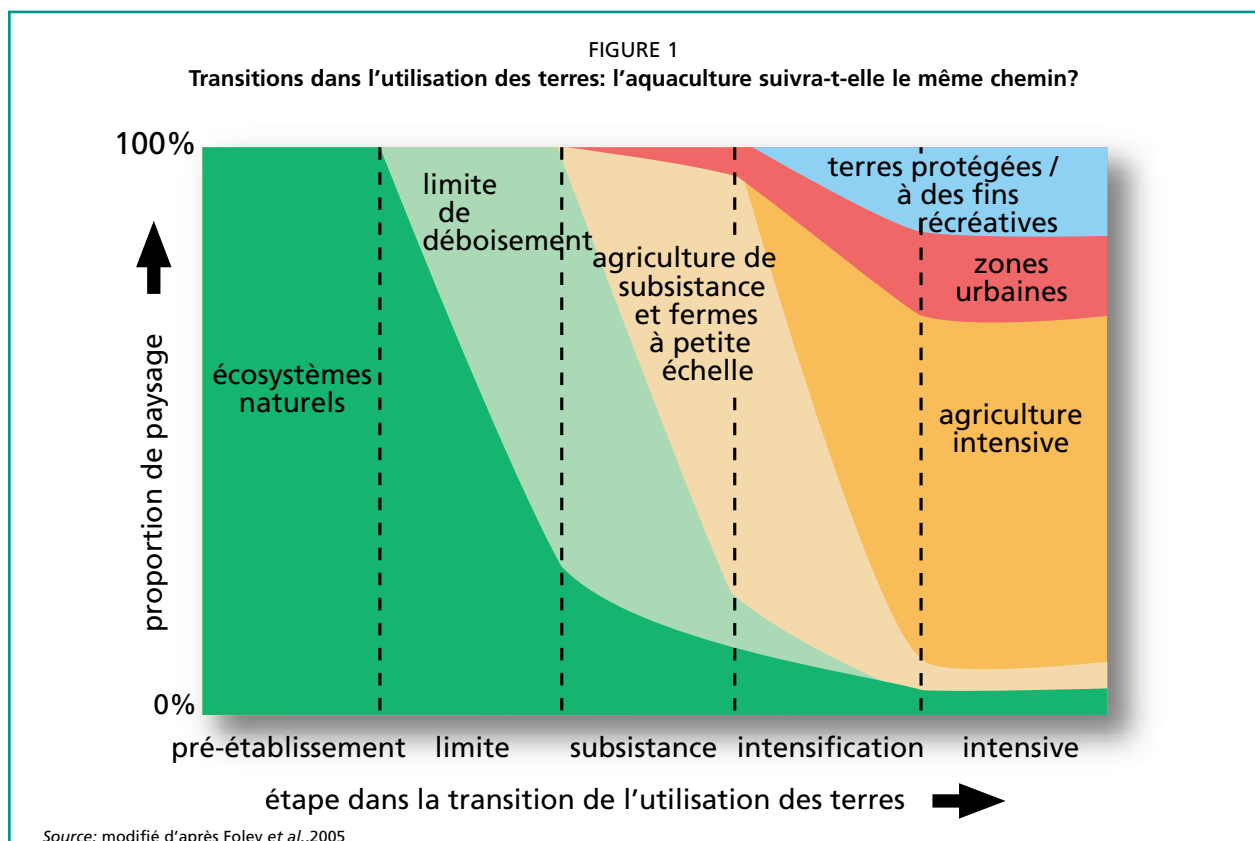 FIGURE 1
Transitions dans l'utilisation des terres: l'aquaculture suivra-t-elle le même chemin?
100%
proportion de paysage
0%
écosystèmes
naturels
limite
de
déboisement
agriculture de
subsistance
et fermes
à petite
échelle
terres protégées /
à des fins
récréatives
zones
urbaines
agriculture
intensive
pré-établissement
limite
subsistance
intensification
intensive
étape dans la transition de l'utilisation des terres
Source: modifié d'après Foley et al.,2005